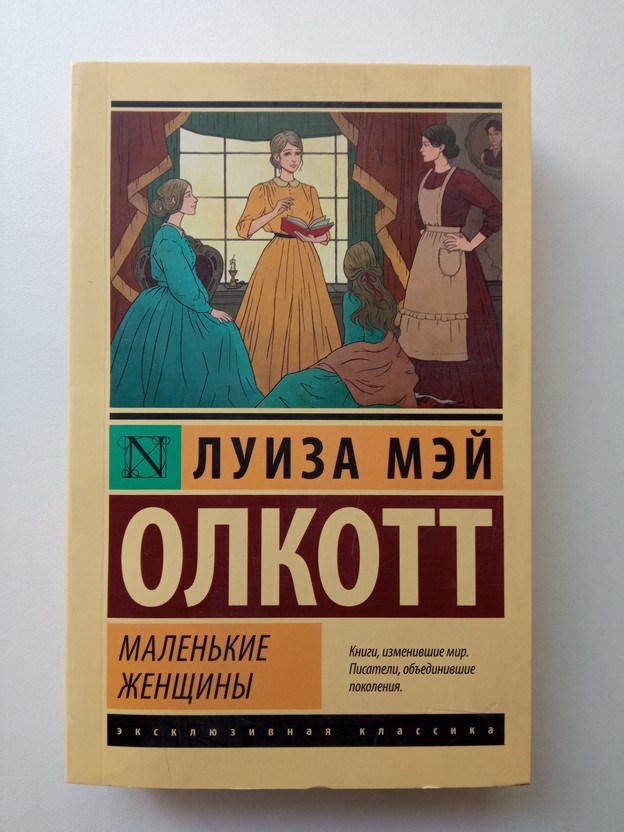 N ЛУИЗА МЭЙ
ОЛКОТТ
МАЛЕНЬКИЕ
ЖЕНЩИНЫ
Книги, изменившие мир.
Писатели, объединившие
поколения.
эксклюзивная классика